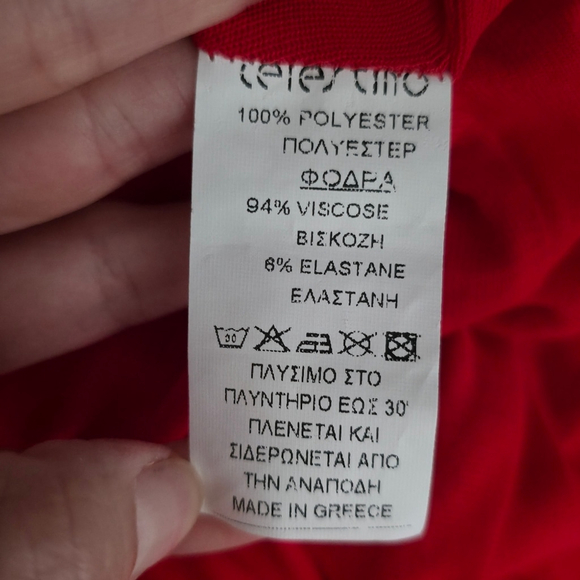 100% POLYESTER
ΠΟΛΥΕΣΤΕΡ
ΦΟΔΡΑ
94% VISCOSE
ΒΙΣΚΟΖΗ
6% ELASTANE
ΕΛΑΣΤΑΝΗ
30
ΠΛΥΣΙΜΟ ΣΤΟ
ΠΛΥΝΤΗΡΙΟ ΕΩΣ 30'
ΠΛΕΝΕΤΑΙ ΚΑΙ
ΣΙΔΕΡΩΝΕΤΑΙ ΑΠΟ
ΤΗΝ ΑΝΑΠΟΔΗ
MADE IN GREECE